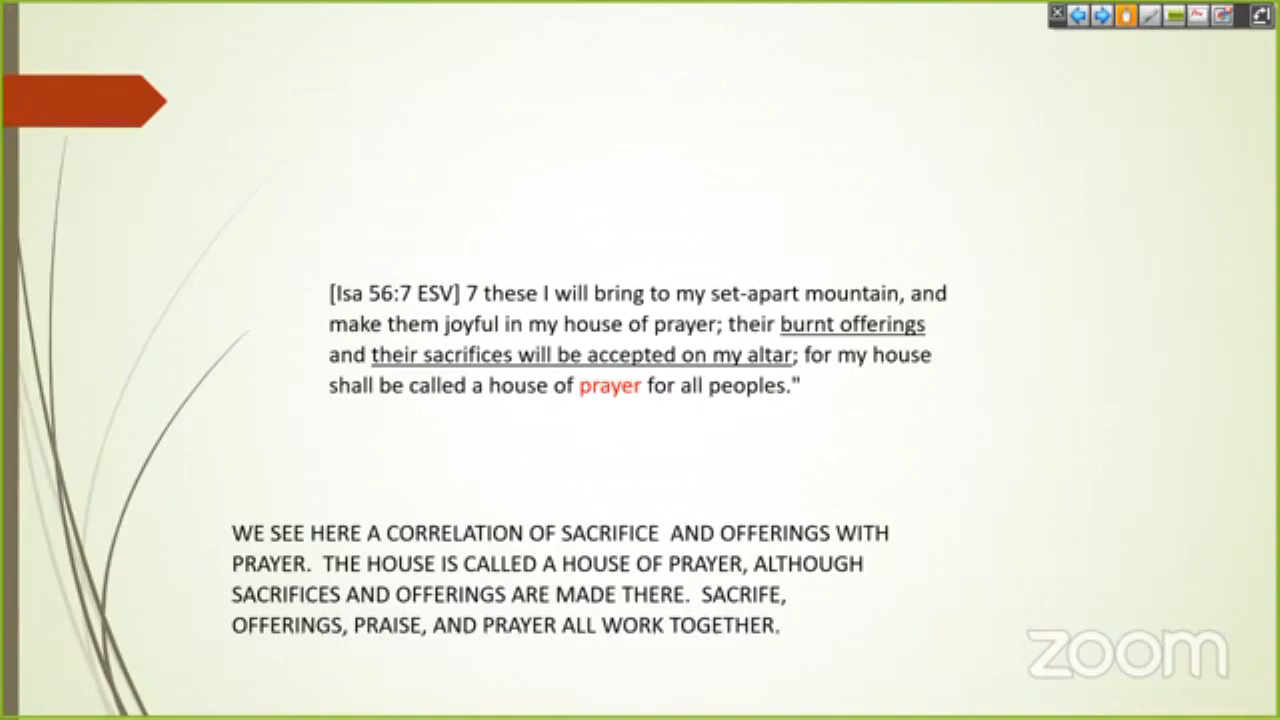 [Isa 56:7 ESV] 7 these I will bring to my set-apart mountain, and
make them joyful in my house of prayer; their burnt offerings
and their sacrifices will be accepted on my altar; for my house
shall be called a house of prayer for all peoples."
WE SEE HERE A CORRELATION OF SACRIFICE  AND OFFERINGS WITH
PRAYER.  THE HOUSE IS CALLED A HOUSE OF PRAYER, ALTHOUGH
SACRIFICES AND OFFERINGS ARE MADE THERE.  SACRIFE,
OFFERINGS, PRAISE, AND PRAYER ALL WORK TOGETHER.
zoom